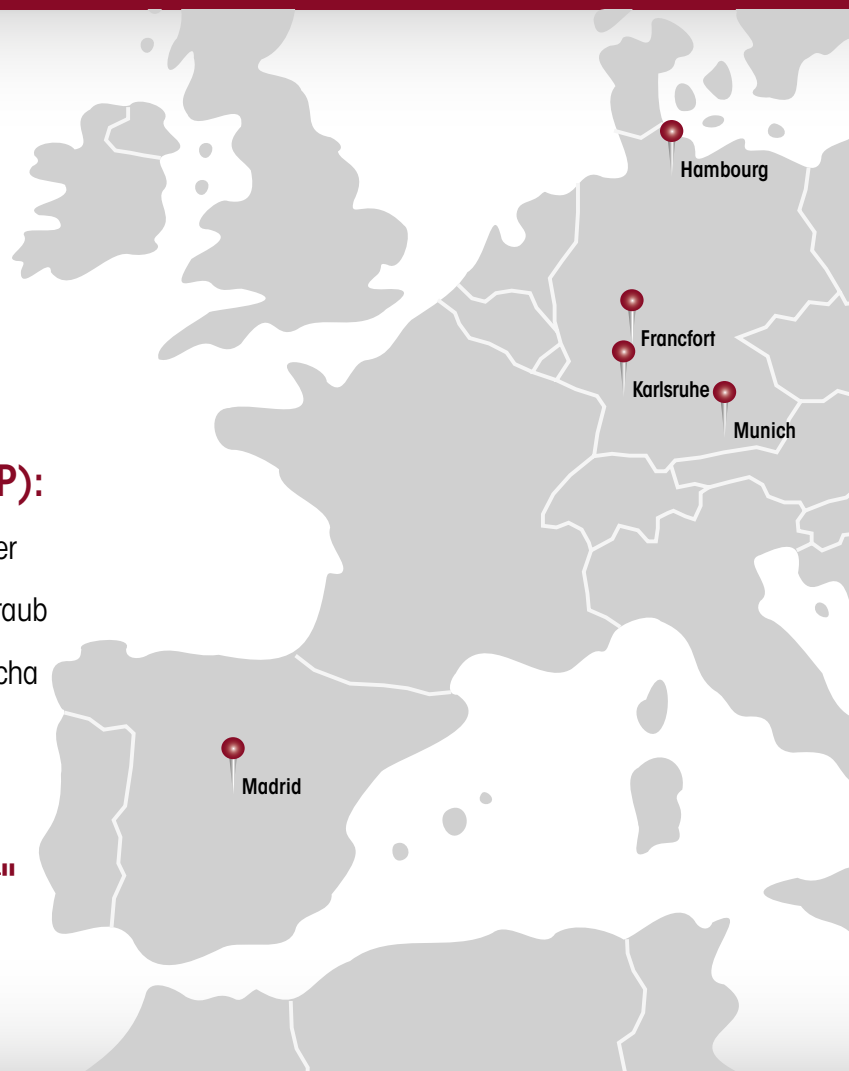 Hambourg
Francfort
Karlsruhe
Munich
P):
er
raub
cha
Madrid
"